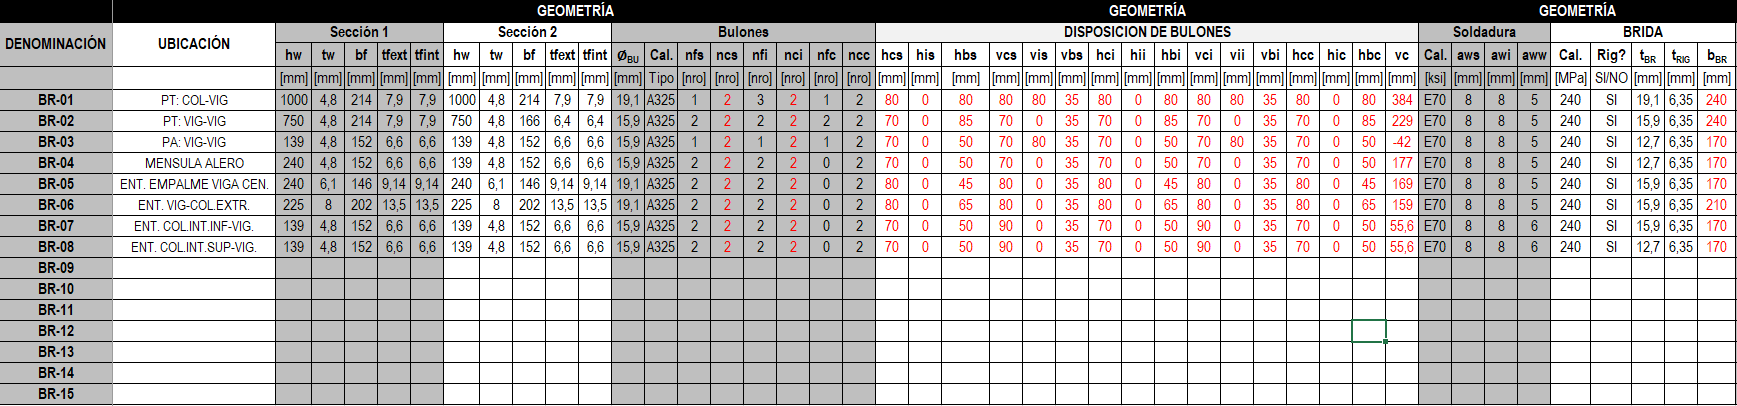 GEOMETRÍA GEOMETRÍA GEOMETRÍA
DENOMINACIÓN UBICACIÓN Sección 1 Sección 2 Bulones DISPOSICION DE BULONES Soldadura BRIDA
hw tw bf tfext tfint hw tw bf tfext tfint ØBU Cal. nfs ncs nfi nci nfc ncc hcs his hbs vcs vis vbs hci hii hbi vci vii vbi hcc hic hbc vc Cal. aws awi aww Cal. Rig? tBR tRIG bBR
[mm] [mm] [mm] [mm] [mm] [mm] [mm] [mm] [mm] [mm] [mm] Tipo [nro] [nro] [nro] [nro] [nro] [nro] [mm] [mm] [mm] [mm] [mm] [mm] [mm] [mm] [mm] [mm] [mm] [mm] [mm] [mm] [mm] [mm] [ksi] [mm] [mm] [mm] [MPa] SI/NO [mm] [mm] [mm]
BR-01 PT: COL-VIG 1000 4,8 214 7,9 7,9 1000 4,8 214 7,9 7,9 19,1 A325 1 2 3 2 1 2 80 0 80 80 80 35 80 0 80 80 80 35 80 0 80 384 E70 8 8 5 240 SI 19,1 6,35 240
BR-02 PT: VIG-VIG 750 4,8 214 7,9 7,9 750 4,8 166 6,4 6,4 15,9 A325 2 2 2 2 2 2 70 0 85 70 0 35 70 0 85 70 0 35 70 0 85 229 E70 8 8 5 240 SI 15,9 6,35 240
BR-03 PA: VIG-VIG 139 4,8 152 6,6 6,6 139 4,8 152 6,6 6,6 15,9 A325 1 2 1 2 1 2 70 0 50 70 80 35 70 0 50 70 80 35 70 0 50 -42 E70 8 8 5 240 SI 12,7 6,35 170
BR-04 MENSULA ALERO 240 4,8 152 6,6 6,6 139 4,8 152 6,6 6,6 15,9 A325 2 2 2 2 0 2 70 0 50 70 0 35 70 0 50 70 0 35 70 0 50 177 E70 8 8 5 240 SI 12,7 6,35 170
BR-05 ENT. EMPALME VIGA CEN. 240 6,1 146 9,14 9,14 240 6,1 146 9,14 9,14 19,1 A325 2 2 2 2 0 2 80 0 45 80 0 35 80 0 45 80 0 35 80 0 45 169 E70 8 8 5 240 SI 15,9 6,35 170
BR-06 ENT. VIG-COL.EXTR. 225 8 202 13,5 13,5 225 8 202 13,5 13,5 19,1 A325 2 2 2 2 0 2 80 0 65 80 0 35 80 0 65 80 0 35 80 0 65 159 E70 8 8 5 240 SI 15,9 6,35 210
BR-07 ENT. COL.INT.INF-VIG. 139 4,8 152 6,6 6,6 139 4,8 152 6,6 6,6 15,9 A325 2 2 2 2 0 2 70 0 50 90 0 35 70 0 50 90 0 35 70 0 50 55,6 E70 8 8 6 240 SI 15,9 6,35 170
BR-08 ENT. COL.INT.SUP-VIG. 139 4,8 152 6,6 6,6 139 4,8 152 6,6 6,6 15,9 A325 2 2 2 2 0 2 70 0 50 90 0 35 70 0 50 90 0 35 70 0 50 55,6 E70 8 8 6 240 SI 12,7 6,35 170
BR-09
BR-10
BR-11
BR-12
BR-13
BR-14
BR-15